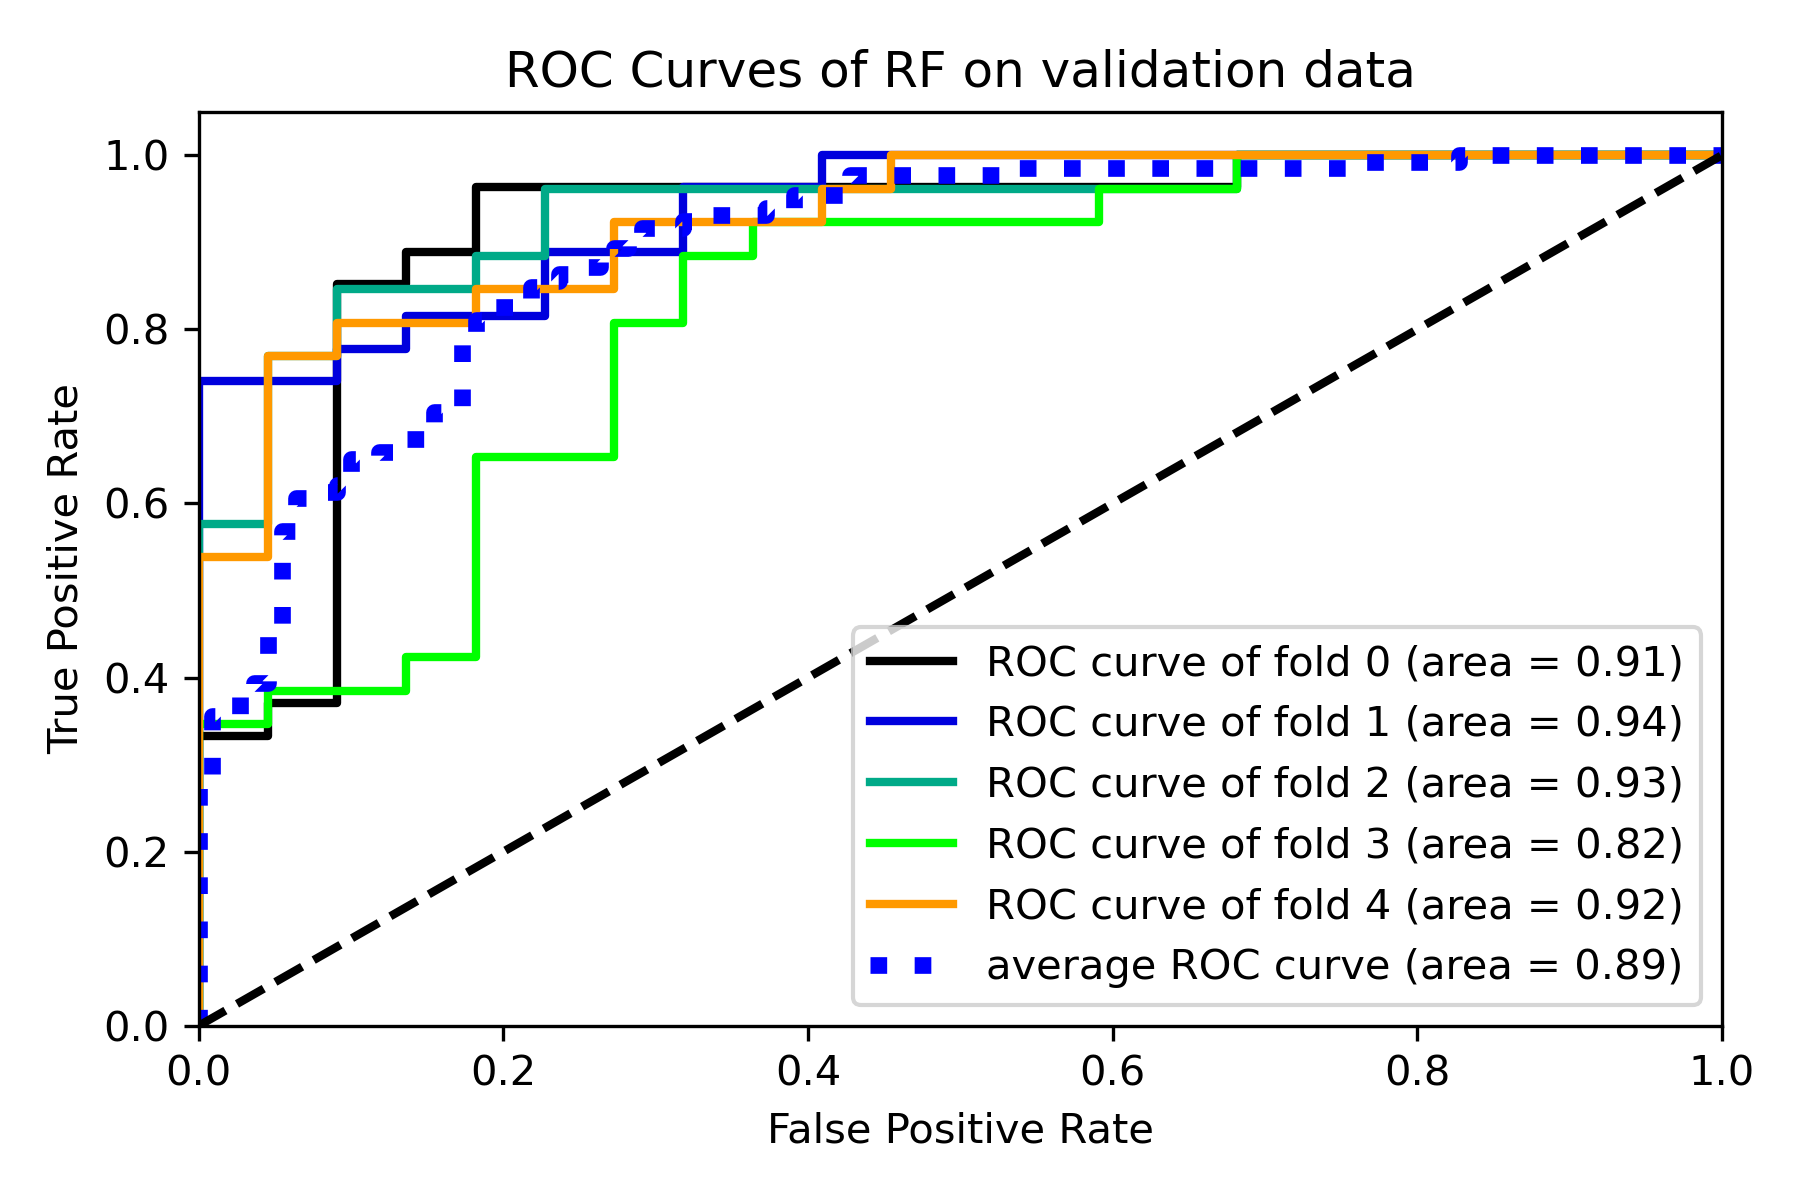 ROC Curves of RF on validation data
1.0
0.8
0.6
0.4
0.2
0.0
True Positive Rate
ROC curve of fold 0 (area = 0.91)
ROC curve of fold 1 (area = 0.94)
ROC curve of fold 2 (area = 0.93)
ROC curve of fold 3 (area = 0.82)
ROC curve of fold 4 (area = 0.92)
average ROC curve (area = 0.89)
0.0 0.2 0.4 0.6 0.8 1.0
False Positive Rate